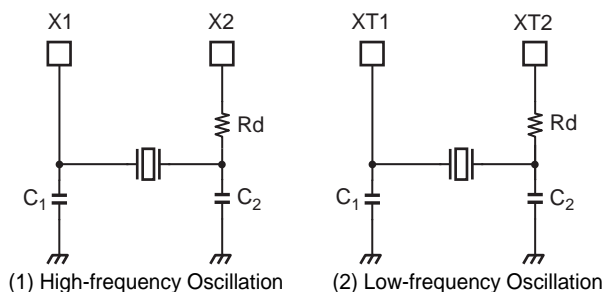 X1 X2 XT1 XT2
Rd Rd
C1 C2 C1 C2
(1) High-frequency Oscillation (2) Low-frequency Oscillation